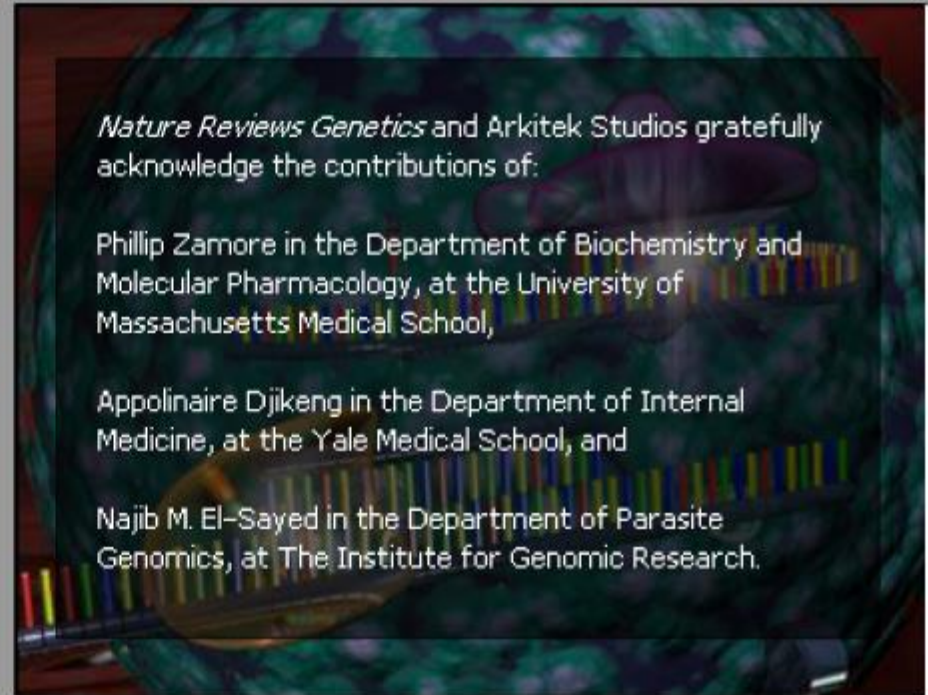 Nature Reviews Genetics and Arkitek Studios gratefully
acknowledge the contributions of:
Phillip Zamore in the Department of Biochemistry and
Molecular Pharmacology, at the University of
Massachusetts Medical School,
Appolinaire Djikeng in the Department of Internal
Medicine, at the Yale Medical School, and
Najib M. El-Sayed in the Department of Parasite
Genomics, at The Institute for Genomic Research.